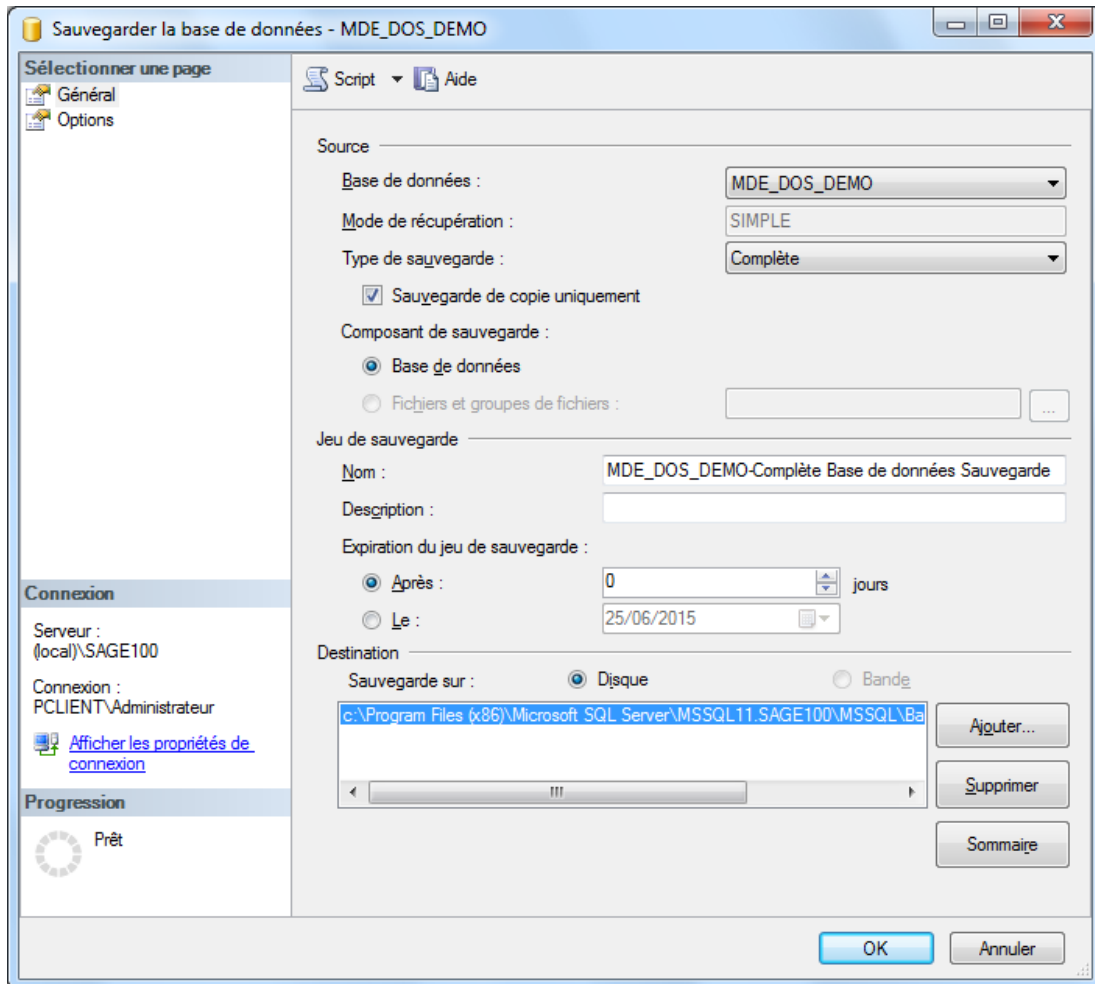 Sauvegarder la base de données - MDE_DOS_DEMO
Sélectionner une page
Général
Options
Script
Aide
Source
Base de données :
MDE_DOS_DEMO
Mode de récupération :
SIMPLE
Type de sauvegarde :
Complète
Sauvegarde de copie uniquement
Composant de sauvegarde :
Base de données
Fichiers et groupes de fichiers :
...
Jeu de sauvegarde
Nom :
MDE_DOS_DEMO-Complète Base de données Sauvegarde
Description :
Expiration du jeu de sauvegarde :
Après :
0
jours
Le :
25/06/2015
Destination
Sauvegarde sur :
Disque
Bande
c:\Program Files (x86)\Microsoft SQL Server\MSSQL11.SAGE100\MSSQL\Ba
Ajouter...
Supprimer
Sommaire
Connexion
Serveur :
(local)\SAGE100
Connexion :
PCLIENT\Administrateur
Afficher les propriétés de
connexion
Progression
Prêt
OK
Annuler